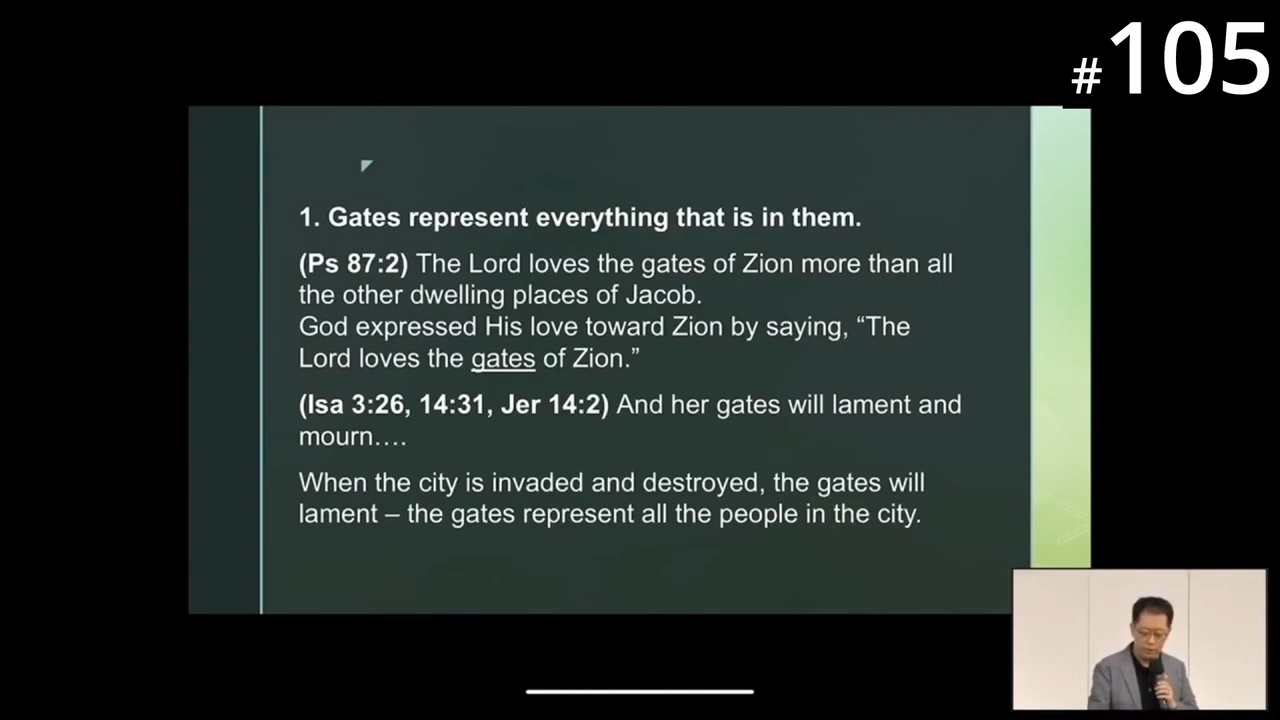 #105
1. Gates represent everything that is in them.
(Ps 87:2) The Lord loves the gates of Zion more than all
the other dwelling places of Jacob.
God expressed His love toward Zion by saying, “The
Lord loves the gates of Zion.”
(Isa 3:26, 14:31, Jer 14:2) And her gates will lament and
mourn….
When the city is invaded and destroyed, the gates will
lament – the gates represent all the people in the city.